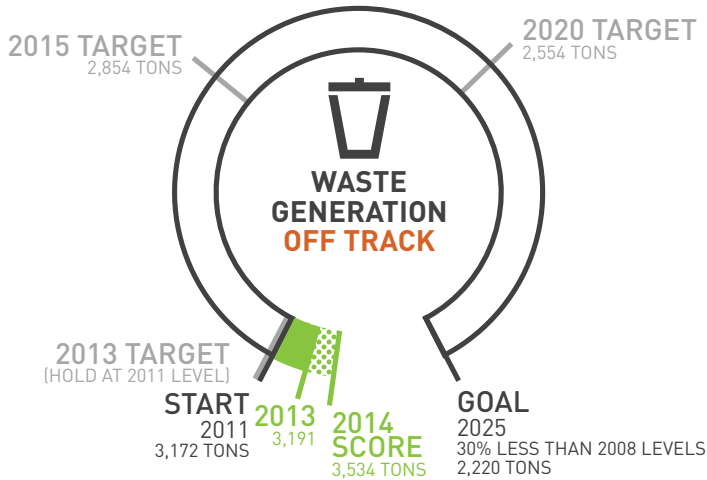 2015 TARGET
2,854 TONS
2020 TARGET
2,554 TONS
WASTE
GENERATION
OFF TRACK
2013 TARGET
(HOLD AT 2011 LEVEL)
START
2011
3,172 TONS
2013
3,191
2014
SCORE
3,534 TONS
GOAL
2025
30% LESS THAN 2008 LEVELS
2,220 TONS